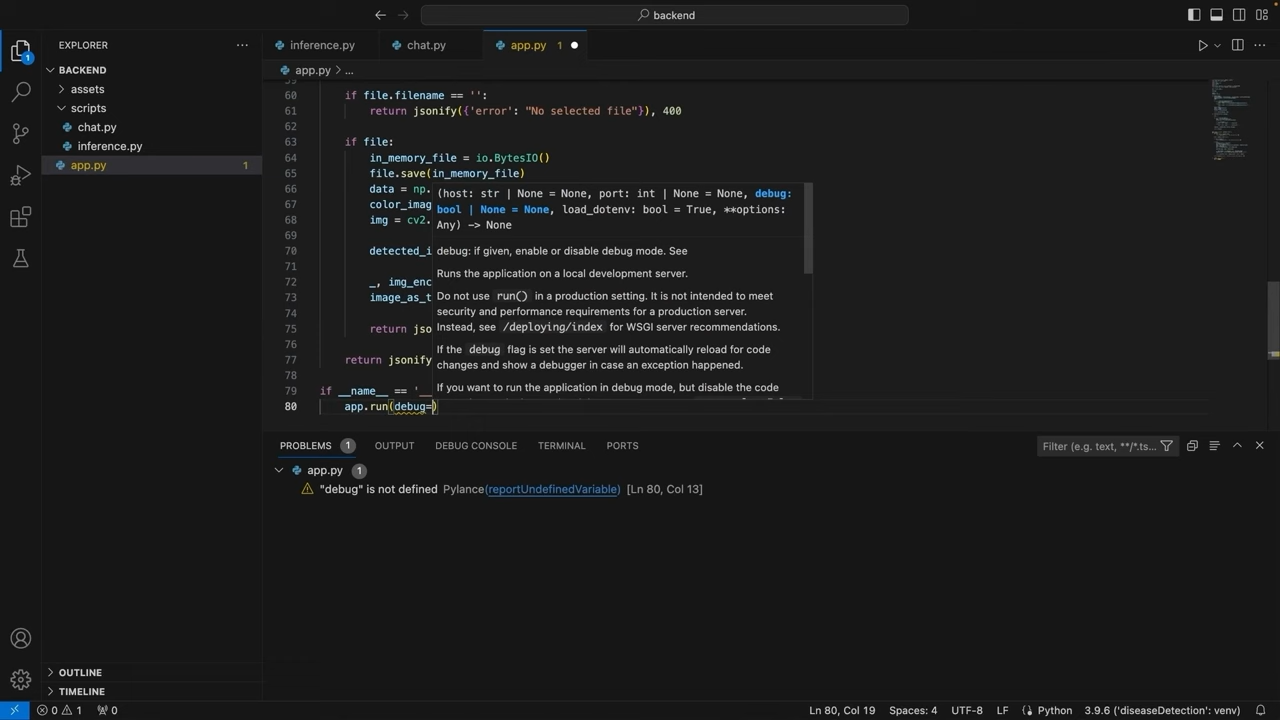 backend
EXPLORER
inference.py
chat.py
app.py 1
BACKEND
app.py > ...
assets
scripts
chat.py
inference.py
app.py 1
1
60 if file.filename == '':
61 return jsonify({'error': "No selected file"}), 400
62
63 if file:
64 in_memory_file = io.BytesIO()
65 file.save(in_memory_file)
66 data = np.
67 color_imag
68 img = cv2.
69
70 detected_i
71
72 _, img_enc
73 image_as_t
74
75 return jso
76
77 return jsonify
78
79 if __name__ == '__
80 app.run(debug=)
(host: str | None = None, port: int | None = None, debug:
bool | None = None, load_dotenv: bool = True, **options:
Any) -> None
debug: if given, enable or disable debug mode. See
Runs the application on a local development server.
Do not use run() in a production setting. It is not intended to meet
security and performance requirements for a production server.
Instead, see /deploying/index for WSGI server recommendations.
If the debug flag is set the server will automatically reload for code
changes and show a debugger in case an exception happened.
If you want to run the application in debug mode, but disable the code
PROBLEMS 1 OUTPUT DEBUG CONSOLE TERMINAL PORTS
Filter (e.g. text, **/*.ts...
app.py 1
"debug" is not defined Pylance(reportUndefinedVariable) [Ln 80, Col 13]
OUTLINE
TIMELINE
0 1 0
Ln 80, Col 19 Spaces: 4 UTF-8 LF Python 3.9.6 ('diseaseDetection': venv)